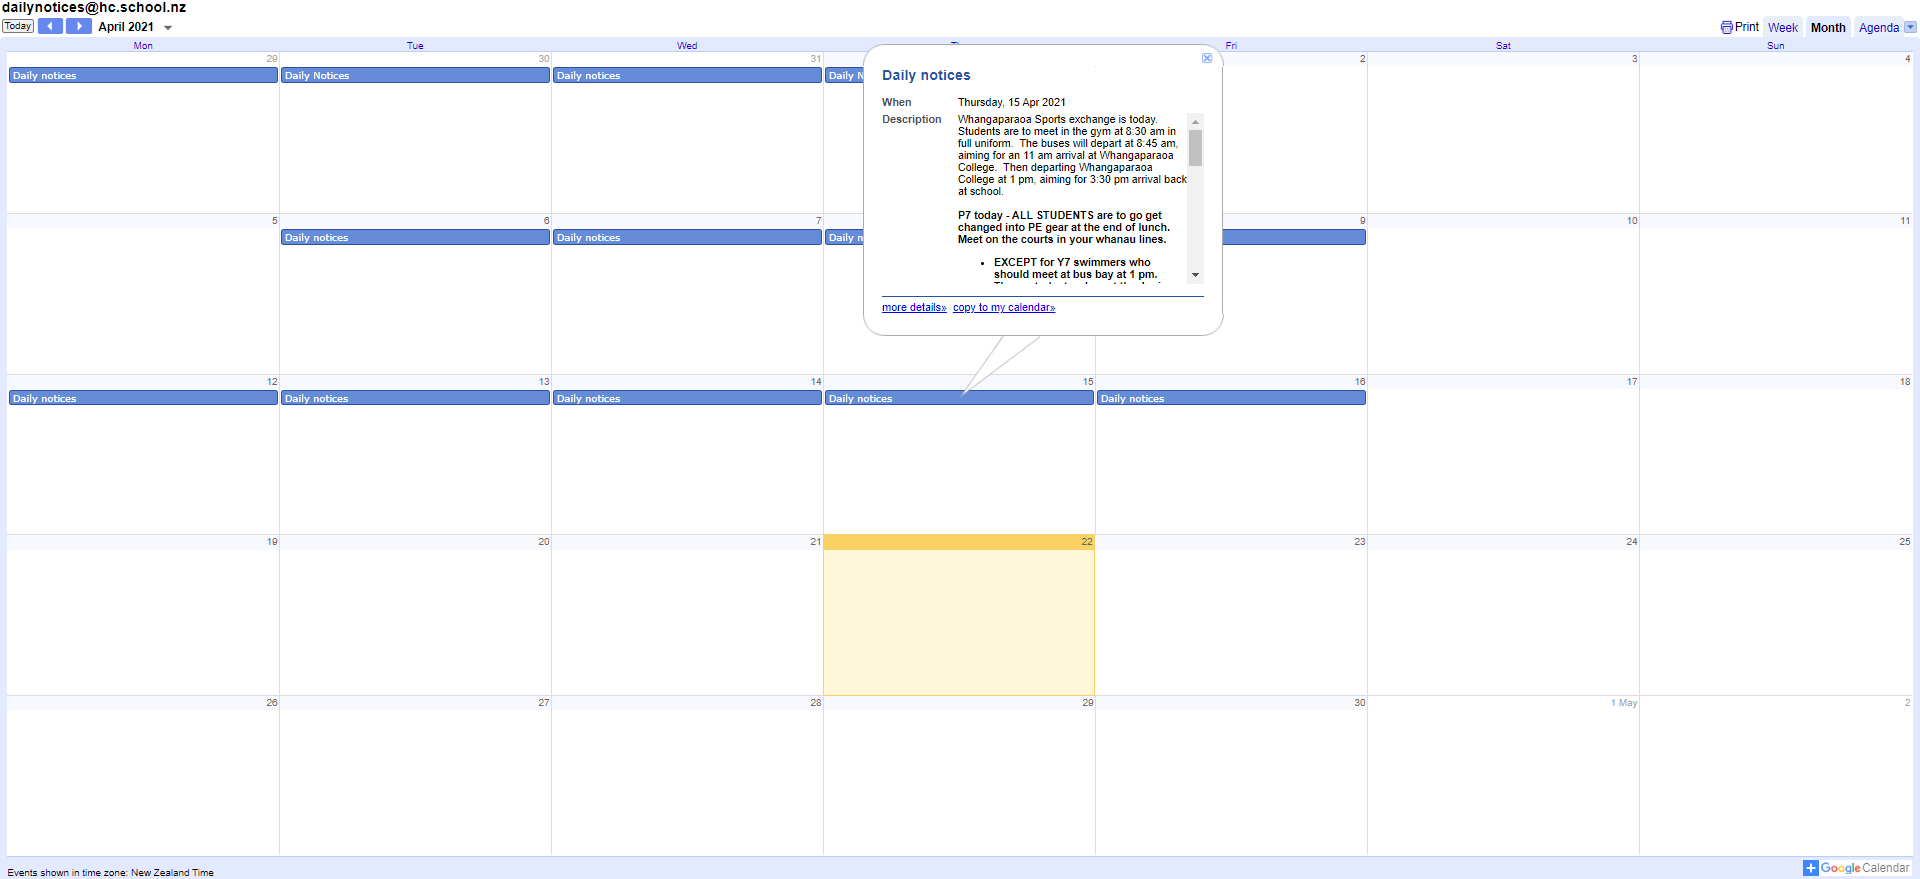 dailynotices@hc.school.nz
Today April 2021 Print Week Month Agenda
Mon Tue Wed Fri Sat Sun
29 30 31 2 3 4
Daily notices Daily Notices Daily notices Daily N
Daily notices
When Thursday, 15 Apr 2021
Description Whangaparaoa Sports exchange is today.
Students are to meet in the gym at 8:30 am in
full uniform. The buses will depart at 8:45 am,
aiming for an 11 am arrival at Whangaparaoa
College. Then departing Whangaparaoa
College at 1 pm, aiming for 3:30 pm arrival back
at school.
P7 today - ALL STUDENTS are to go get
changed into PE gear at the end of lunch.
Meet on the courts in your whanau lines.
• EXCEPT for Y7 swimmers who
should meet at bus bay at 1 pm.
more details» copy to my calendar»
5 6 7 9 10 11
Daily notices Daily notices Daily n
12 13 14 15 16 17 18
Daily notices Daily notices Daily notices Daily notices Daily notices
19 20 21 22 23 24 25
26 27 28 29 30 1 May 2
Events shown in time zone: New Zealand Time
Google Calendar